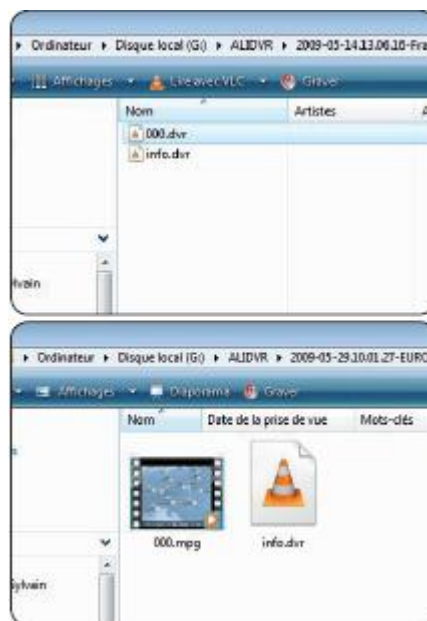 Ordinateur ▸ Disque local (G:) ▸ ALIDVR ▸ 2009-05-14.13.06.16-Fra
Affichages Lire avec VLC Graver
Nom Artistes A
000.dvr
info.dvr
lvain
Ordinateur ▸ Disque local (G:) ▸ ALIDVR ▸ 2009-05-29.10.01.27-EURO
Affichages Diaporama Graver
Nom Date de la prise de vue Mots-clés
000.mpg info.dvr
Sylvain